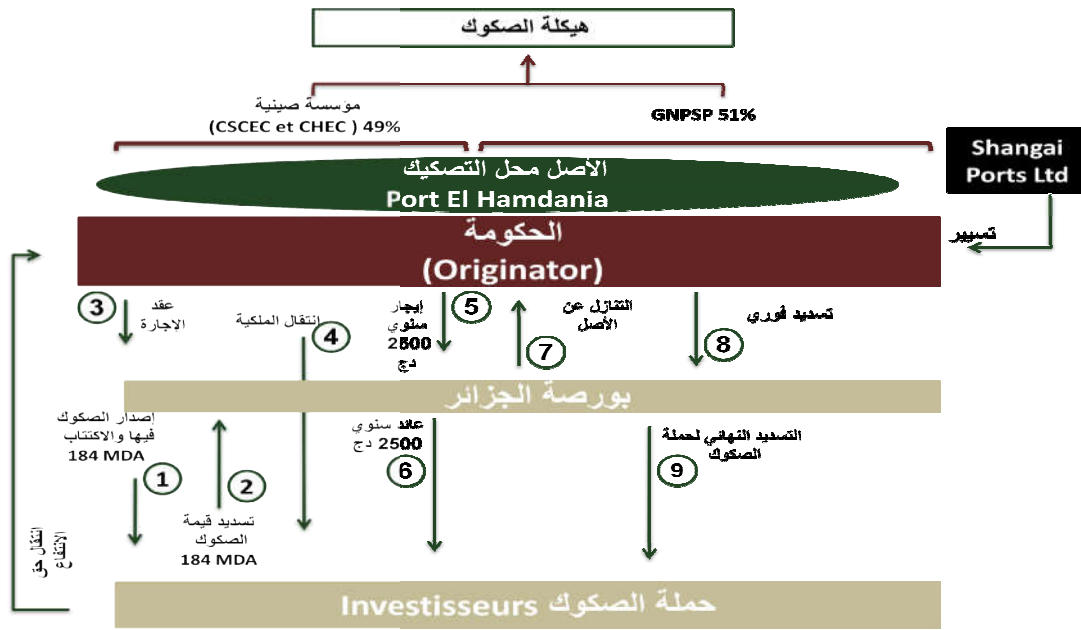 هيكلة الصكوك
مؤسسة صينية
(CSCEC et CHEC ) 49%
GNPSP 51%
Shangai
Ports Ltd
الأصل محل التصكيك
Port El Hamdania
الحكومة
(Originator)
تسيير
3
عقد
الاجارة
انتقال الملكية
4
إيجار
سنوي
2500
دج
5
التنازل عن
الأصل
7
تسديد فوري
8
بورصة الجزائر
إصدار الصكوك
فيها والاكتتاب
184 MDA
1
2
تسديد قيمة
الصكوك
184 MDA
عائد سنوي
2500 دج
6
التسديد النهائي لحملة
الصكوك
9
انتقال حق
الانتفاع
حملة الصكوك Investisseurs